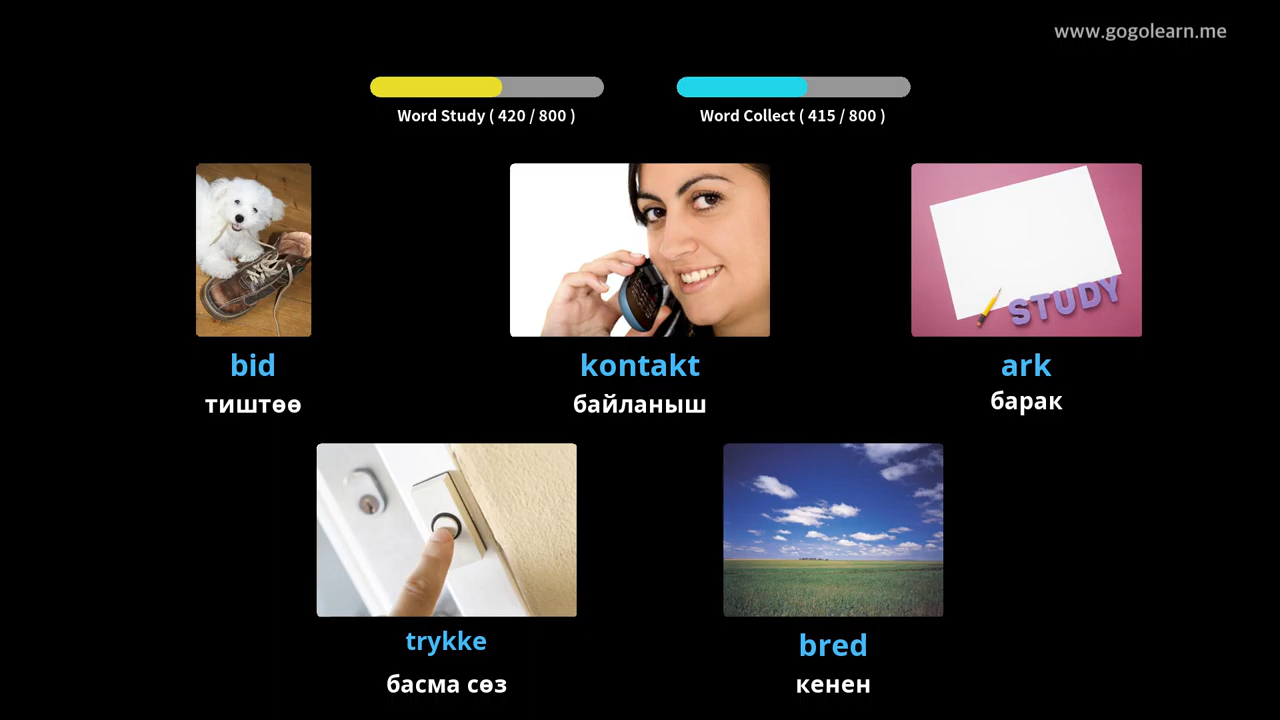 www.gogolearn.me
Word Study ( 420 / 800 )
Word Collect ( 415 / 800 )
STUDY
bid
тиштөө
kontakt
байланыш
ark
барак
trykke
басма сөз
bred
кенен